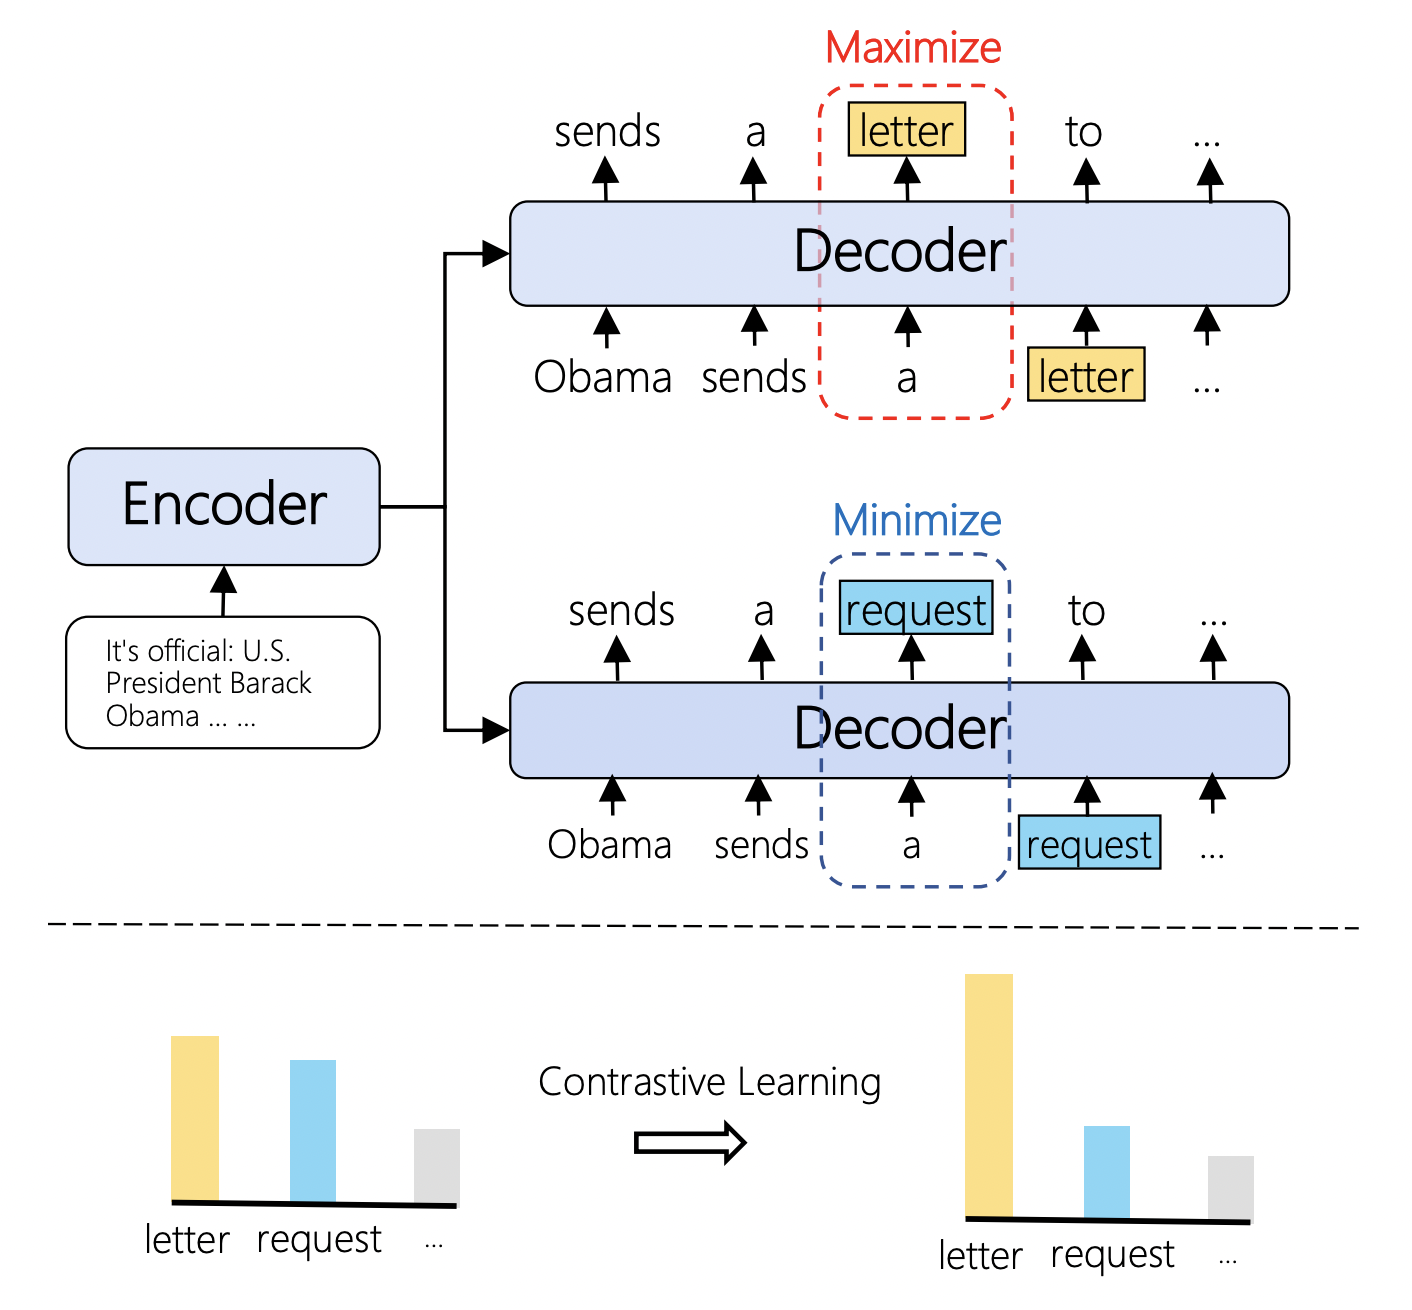 Maximize
sends a letter to ...
Decoder
Obama sends a letter ...
Encoder
It's official: U.S.
President Barack
Obama ... ...
Minimize
sends a request to ...
Decoder
Obama sends a request ...
Contrastive Learning
letter request ...
letter request ...